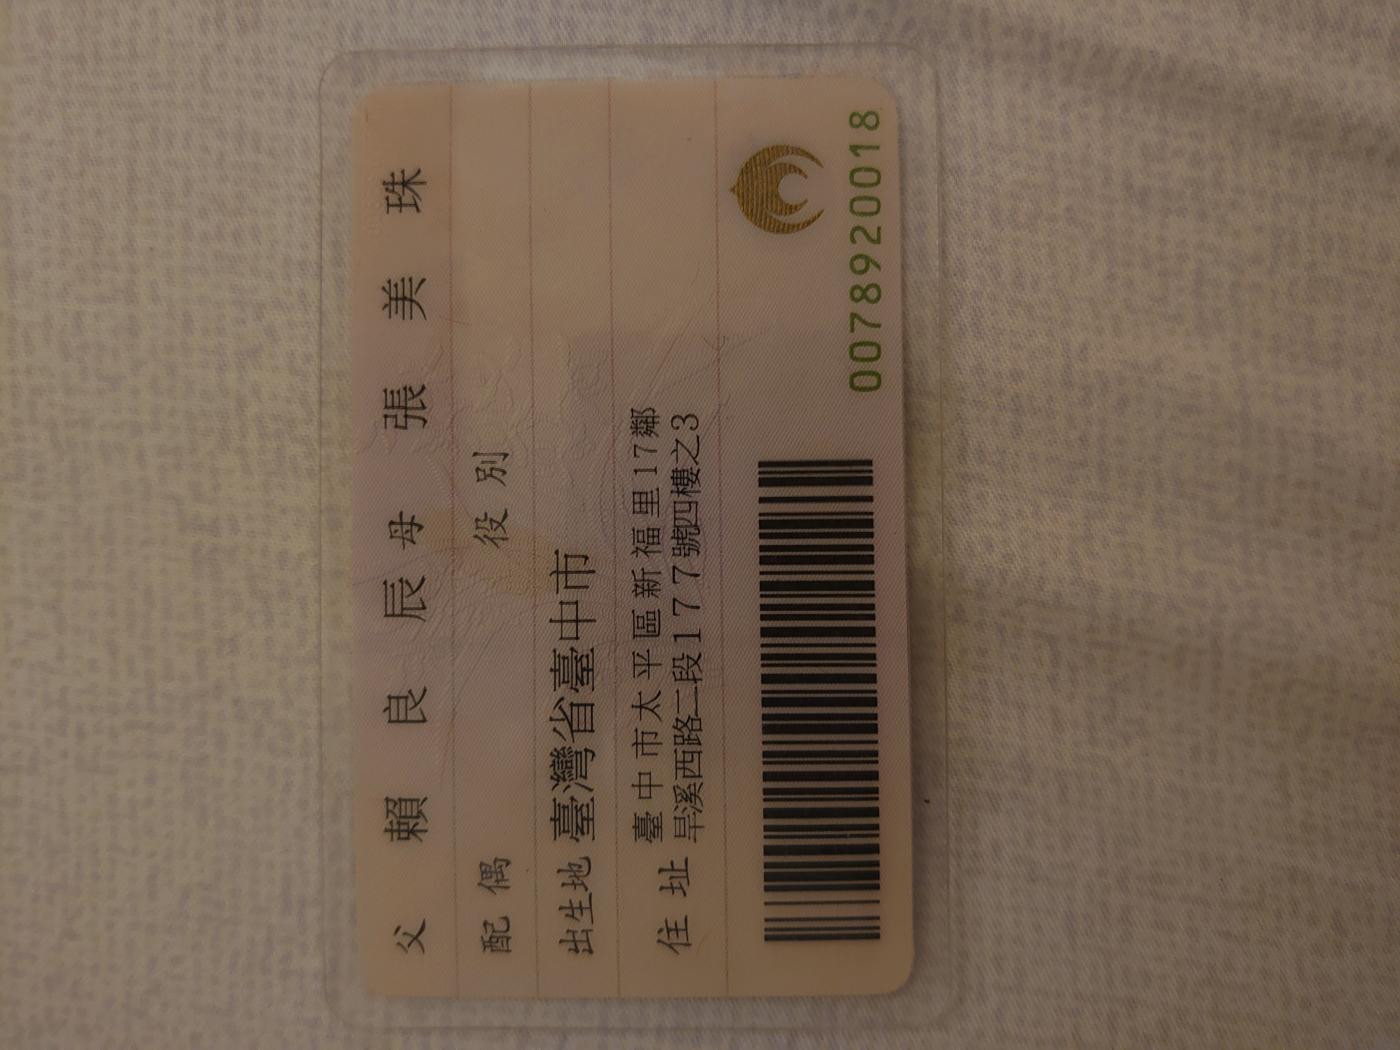 父 賴良辰 母 張美珠
配偶 役別
出生地 臺灣省臺中市
住址 臺中市太平區新福里17鄰
旱溪西路二段177號四樓之3
0078920018